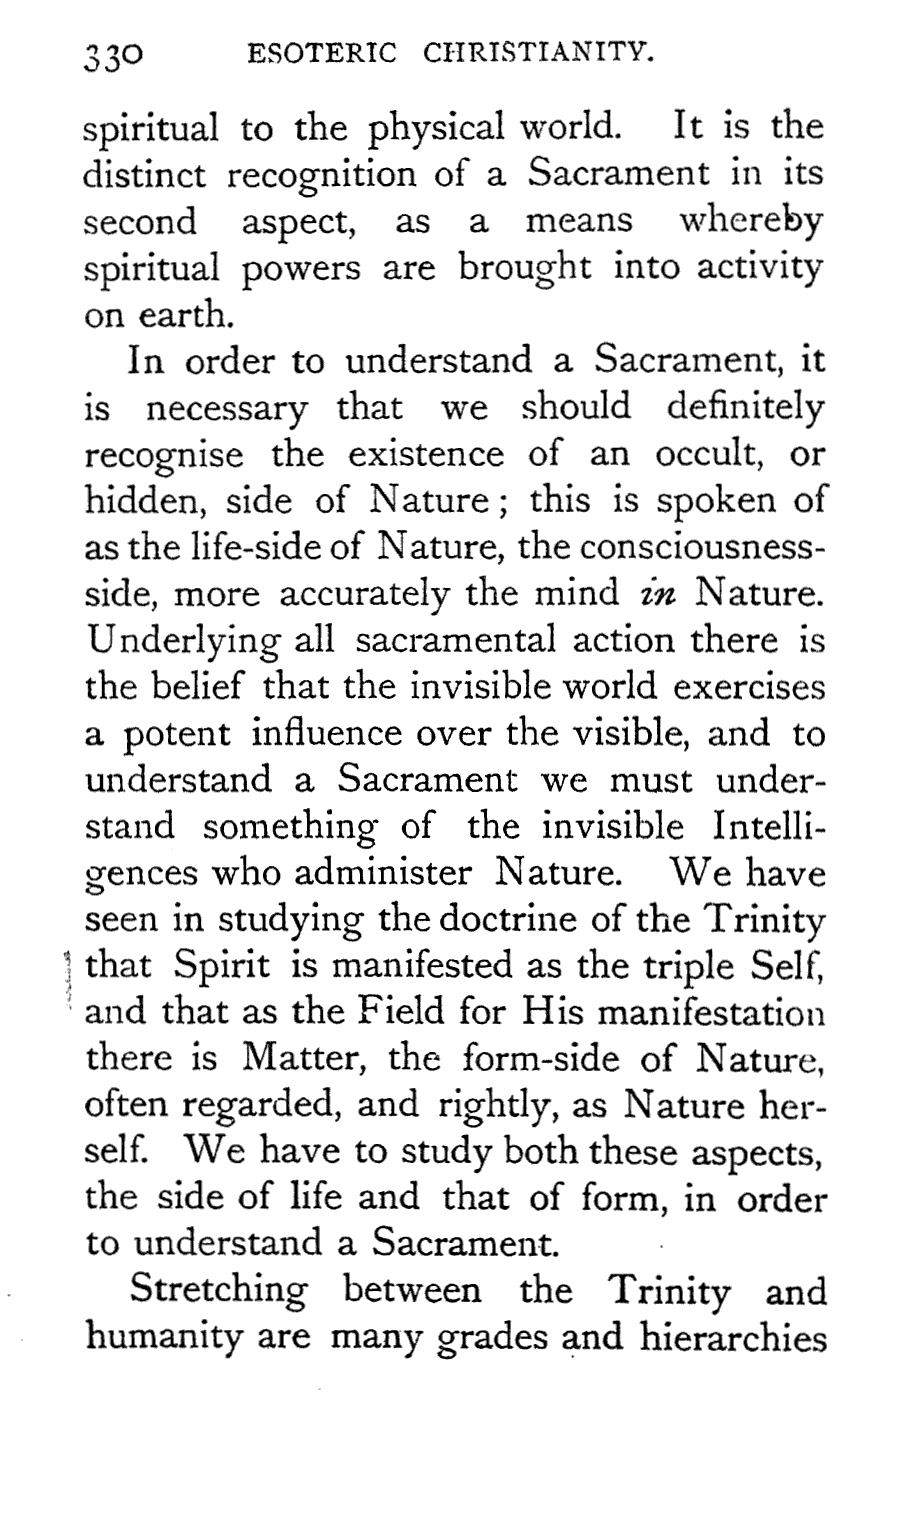 330 ESOTERIC CHRISTIANITY.
spiritual to the physical world. It is the
distinct recognition of a Sacrament in its
second aspect, as a means whereby
spiritual powers are brought into activity
on earth.
In order to understand a Sacrament, it
is necessary that we should definitely
recognise the existence of an occult, or
hidden, side of Nature; this is spoken of
as the life-side of Nature, the consciousness-
side, more accurately the mind in Nature.
Underlying all sacramental action there is
the belief that the invisible world exercises
a potent influence over the visible, and to
understand a Sacrament we must under-
stand something of the invisible Intelli-
gences who administer Nature. We have
seen in studying the doctrine of the Trinity
that Spirit is manifested as the triple Self,
and that as the Field for His manifestation
there is Matter, the form-side of Nature,
often regarded, and rightly, as Nature her-
self. We have to study both these aspects,
the side of life and that of form, in order
to understand a Sacrament.
Stretching between the Trinity and
humanity are many grades and hierarchies